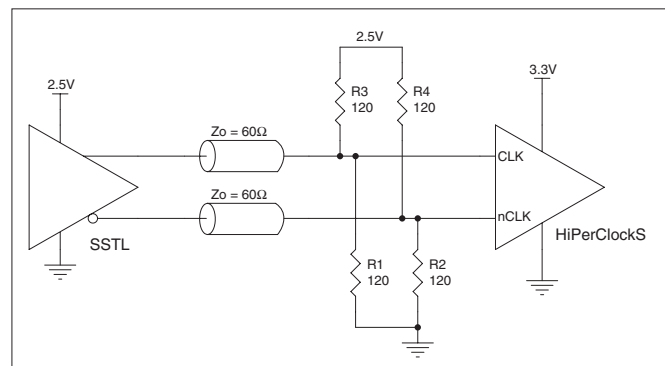 2.5V
3.3V
2.5V
R3
120
R4
120
Zo = 60Ω
CLK
Zo = 60Ω
nCLK
SSTL
HiPerClockS
R1
120
R2
120